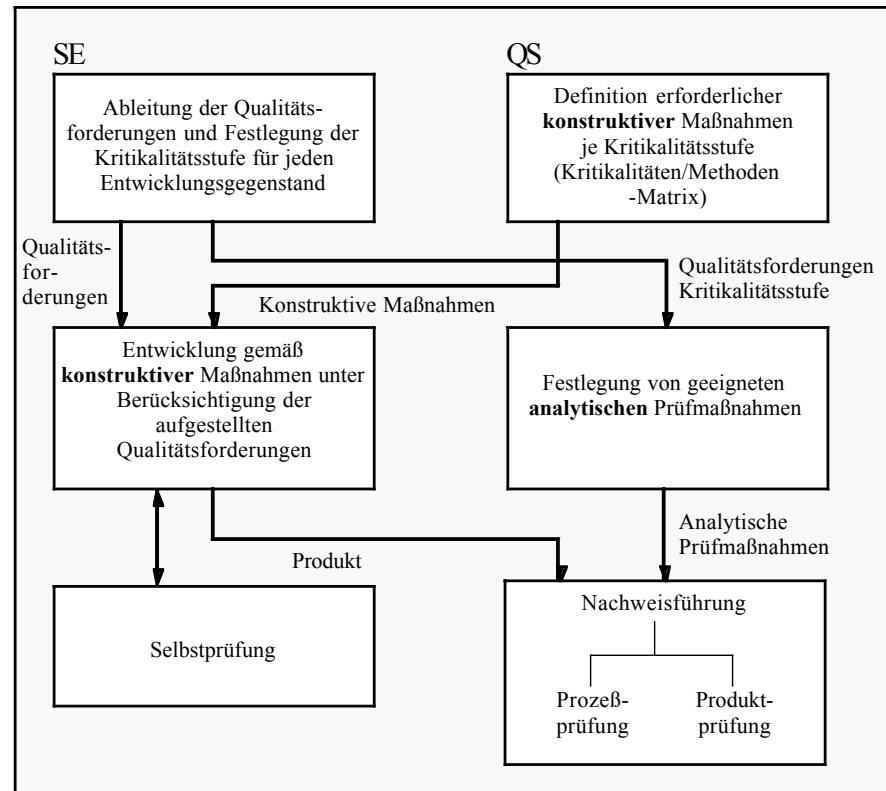 SE
Ableitung der Qualitäts-
forderungen und Festlegung der
Kritikalitätsstufe für jeden
Entwicklungsgegenstand
QS
Definition erforderlicher
konstruktiver Maßnahmen
je Kritikalitätsstufe
(Kritikalitäten/Methoden
-Matrix)
Qualitäts-
for-
derungen
Konstruktive Maßnahmen
Qualitätsforderungen
Kritikalitätsstufe
Entwicklung gemäß
konstruktiver Maßnahmen unter
Berücksichtigung der
aufgestellten
Qualitätsforderungen
Festlegung von geeigneten
analytischen Prüfmaßnahmen
Produkt
Analytische
Prüfmaßnahmen
Selbstprüfung
Nachweisführung
Prozeß-
prüfung
Produkt-
prüfung